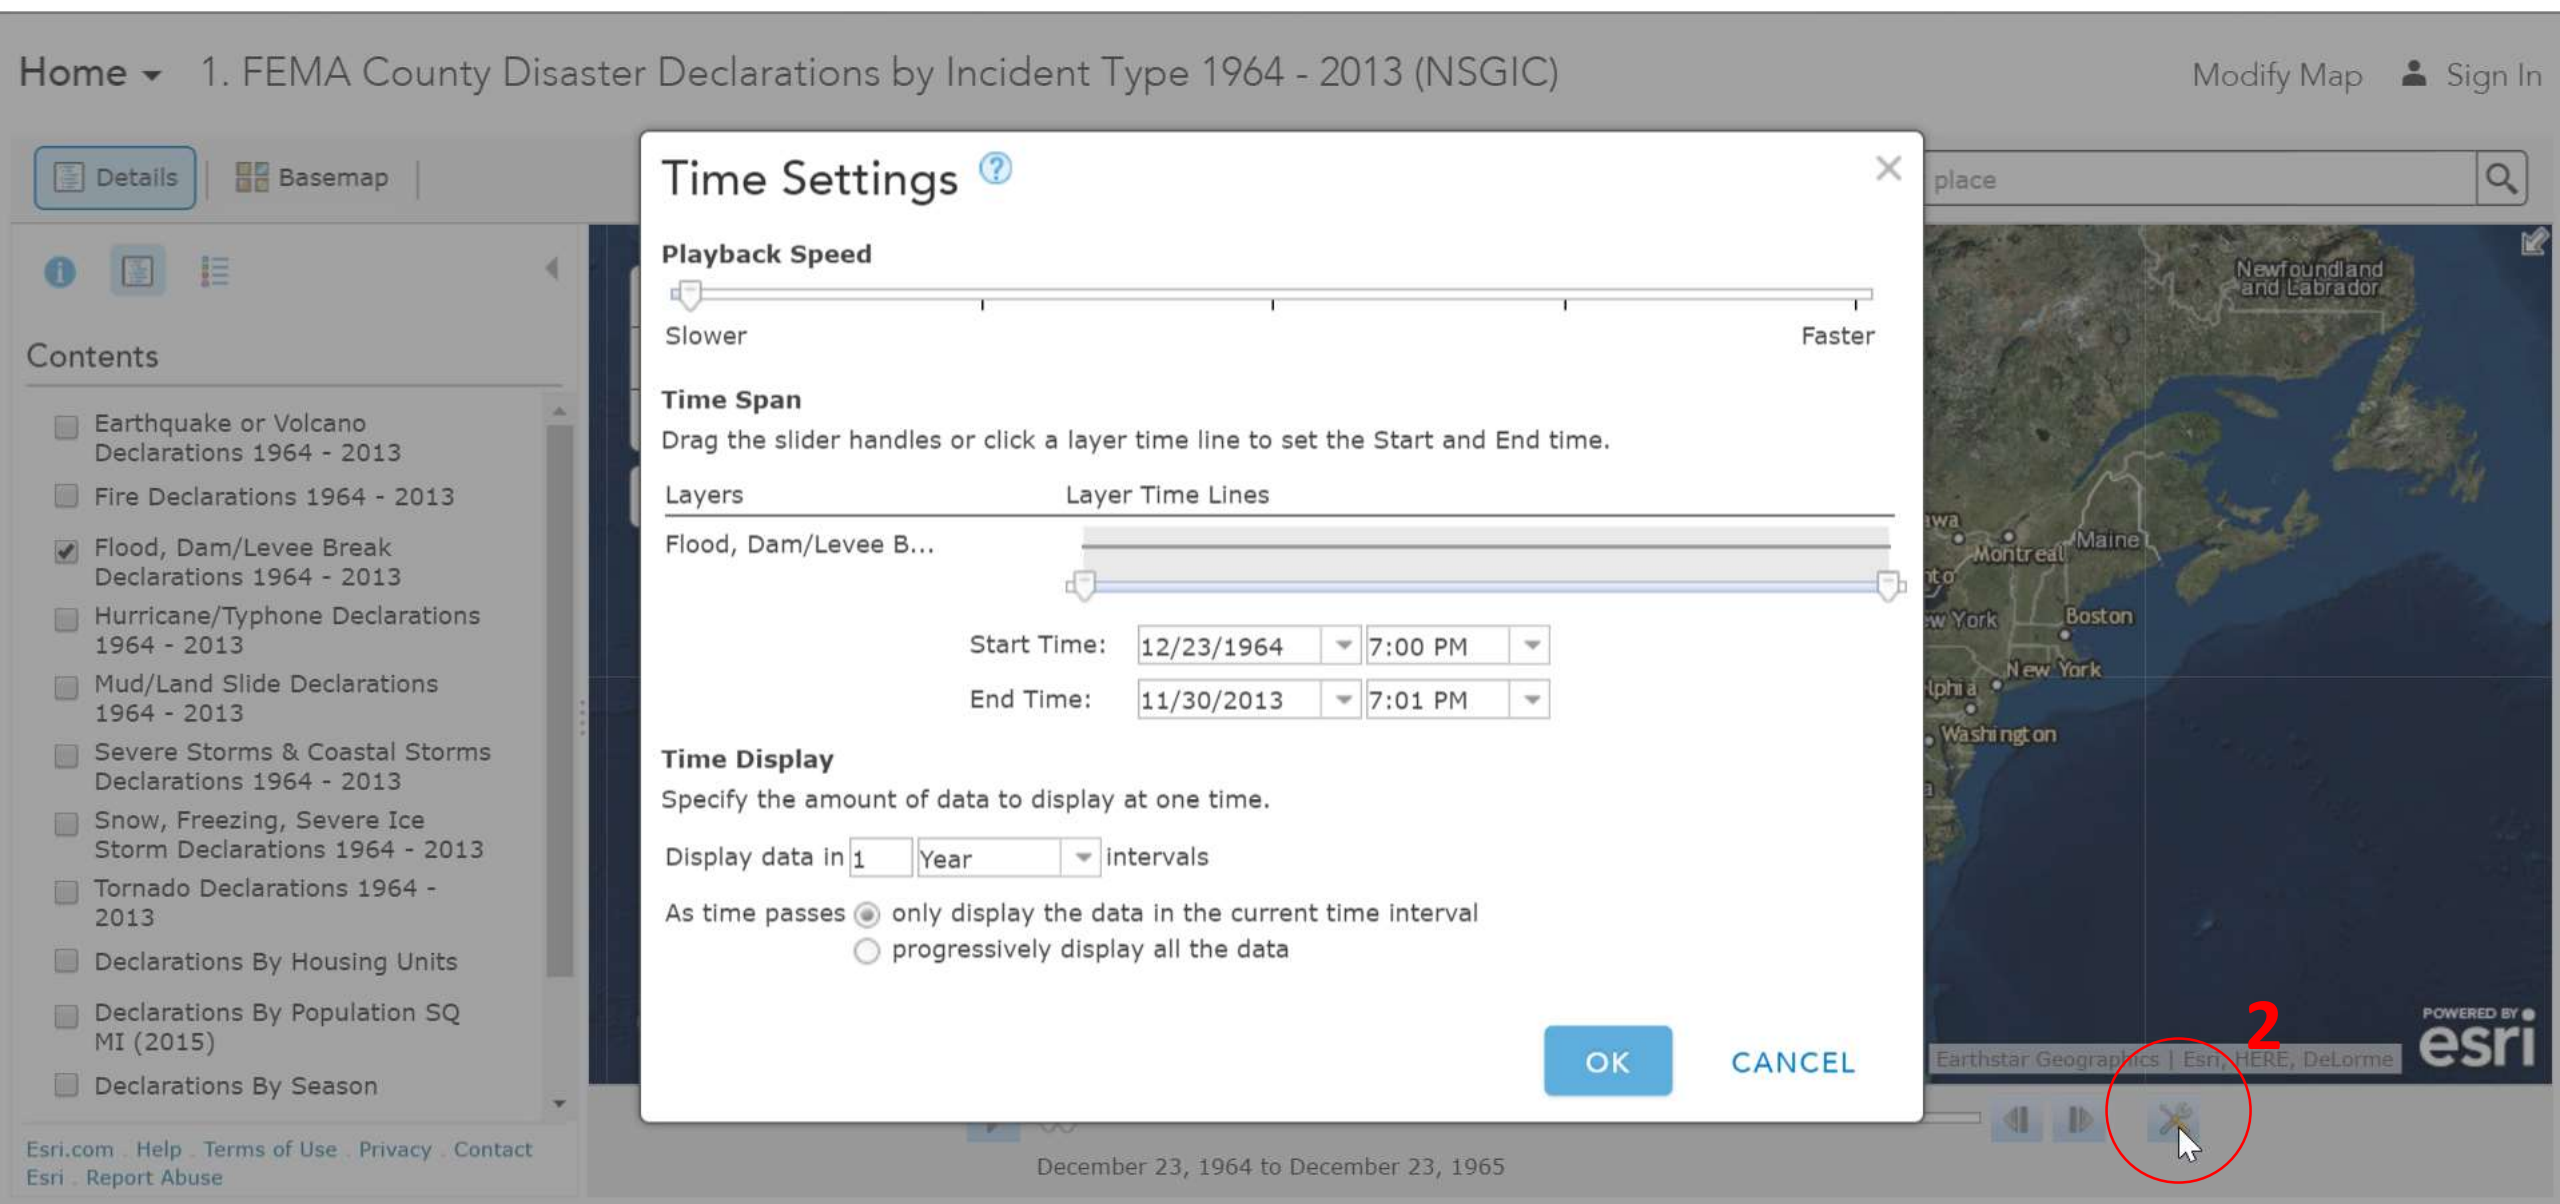 Home 1. FEMA County Disaster Declarations by Incident Type 1964 - 2013 (NSGIC) Modify Map Sign In
Details Basemap
place
Contents
Earthquake or Volcano
Declarations 1964 - 2013
Fire Declarations 1964 - 2013
Flood, Dam/Levee Break
Declarations 1964 - 2013
Hurricane/Typhone Declarations
1964 - 2013
Mud/Land Slide Declarations
1964 - 2013
Severe Storms & Coastal Storms
Declarations 1964 - 2013
Snow, Freezing, Severe Ice
Storm Declarations 1964 - 2013
Tornado Declarations 1964 -
2013
Declarations By Housing Units
Declarations By Population SQ
MI (2015)
Declarations By Season
Esri.com . Help . Terms of Use . Privacy . Contact
Esri . Report Abuse
Time Settings ?
Playback Speed
Slower Faster
Time Span
Drag the slider handles or click a layer time line to set the Start and End time.
Layers Layer Time Lines
Flood, Dam/Levee B...
Start Time: 12/23/1964 7:00 PM
End Time: 11/30/2013 7:01 PM
Time Display
Specify the amount of data to display at one time.
Display data in 1 Year intervals
As time passes only display the data in the current time interval
progressively display all the data
OK CANCEL
Newfoundland
and Labrador
awa
Montreal
Maine
nto
ew York
Boston
New York
lphia
Washington
2
POWERED BY
esri
Earthstar Geographics | Esri, HERE, DeLorme
December 23, 1964 to December 23, 1965